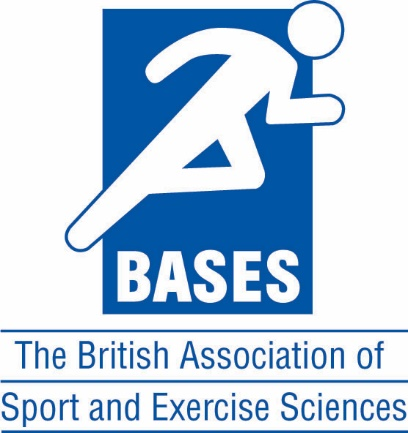 BASES
The British Association of
Sport and Exercise Sciences